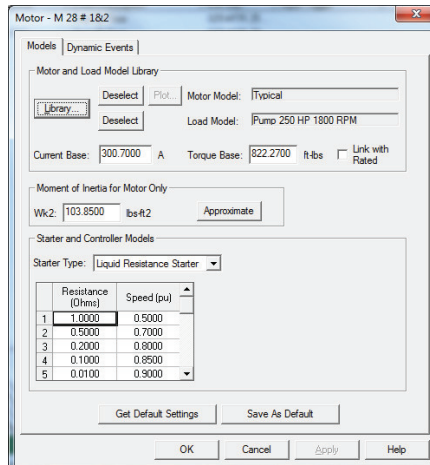 Motor - M 28 # 1&2
Models Dynamic Events
Motor and Load Model Library
Library... Deselect Plot... Motor Model: Typical
Deselect Load Model: Pump 250 HP 1800 RPM
Current Base: 300.7000 A Torque Base: 822.2700 ft-lbs Link with Rated
Moment of Inertia for Motor Only
Wk2: 103.8500 lbs-ft2 Approximate
Starter and Controller Models
Starter Type: Liquid Resistance Starter
Resistance (Ohms) Speed (pu)
1 1.0000 0.5000
2 0.5000 0.7000
3 0.2000 0.8000
4 0.1000 0.8500
5 0.0100 0.9000
Get Default Settings Save As Default
OK Cancel Apply Help